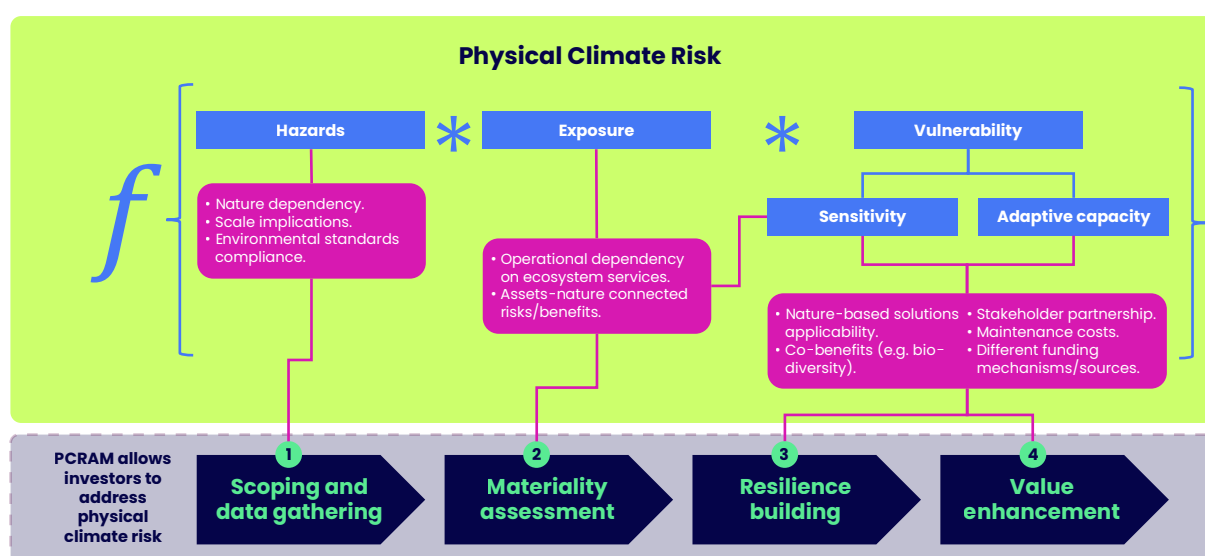 Physical Climate Risk
f
Hazards
*
Exposure
*
Vulnerability
• Nature dependency.
• Scale implications.
• Environmental standards
compliance.
Sensitivity
Adaptive capacity
• Operational dependency
on ecosystem services.
• Assets-nature connected
risks/benefits.
• Nature-based solutions
applicability.
• Co-benefits (e.g. bio-
diversity).
• Stakeholder partnership.
• Maintenance costs.
• Different funding
mechanisms/sources.
PCRAM allows
investors to
address
physical
climate risk
1
Scoping and
data gathering
2
Materiality
assessment
3
Resilience
building
4
Value
enhancement